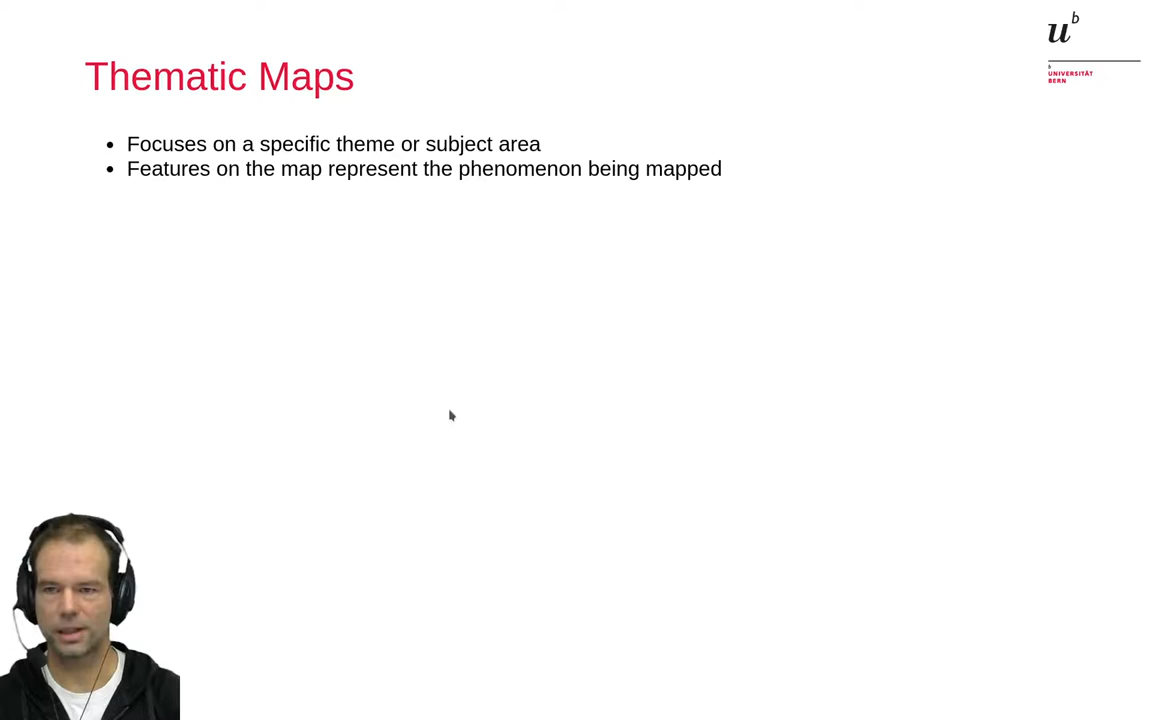 u b
Thematic Maps
b
UNIVERSITÄT
BERN
• Focuses on a specific theme or subject area
• Features on the map represent the phenomenon being mapped